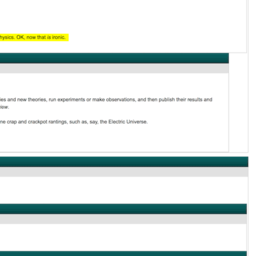 hysics. OK, now that is ironic.
es and new theories, run experiments or make observations, and then publish their results and
iew.
ne crap and crackpot rantings, such as, say, the Electric Universe.